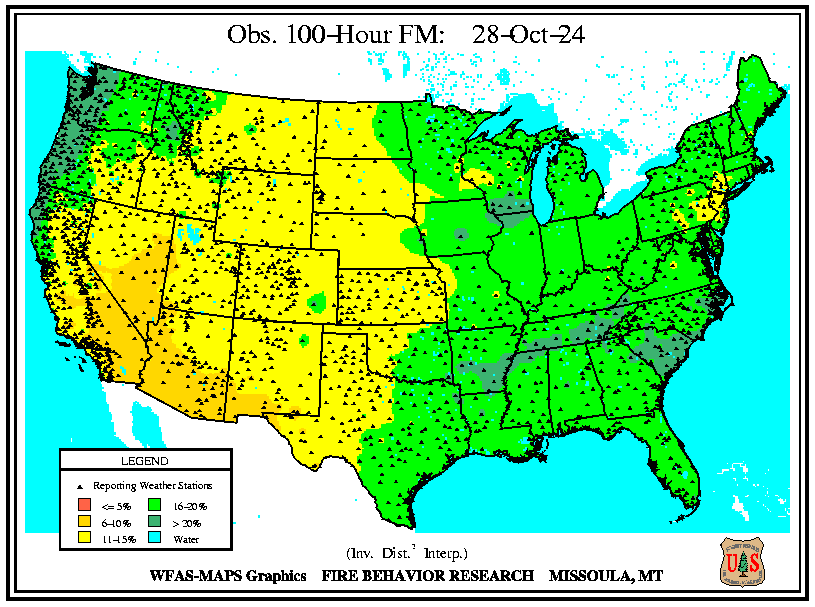 Obs. 100-Hour FM: 28-Oct-24
LEGEND
Reporting Weather Stations
<= 5% 16-20%
6-10% > 20%
11-15% Water
(Inv. Dist.² Interp.)
WFAS-MAPS Graphics FIRE BEHAVIOR RESEARCH MISSOULA, MT
U S